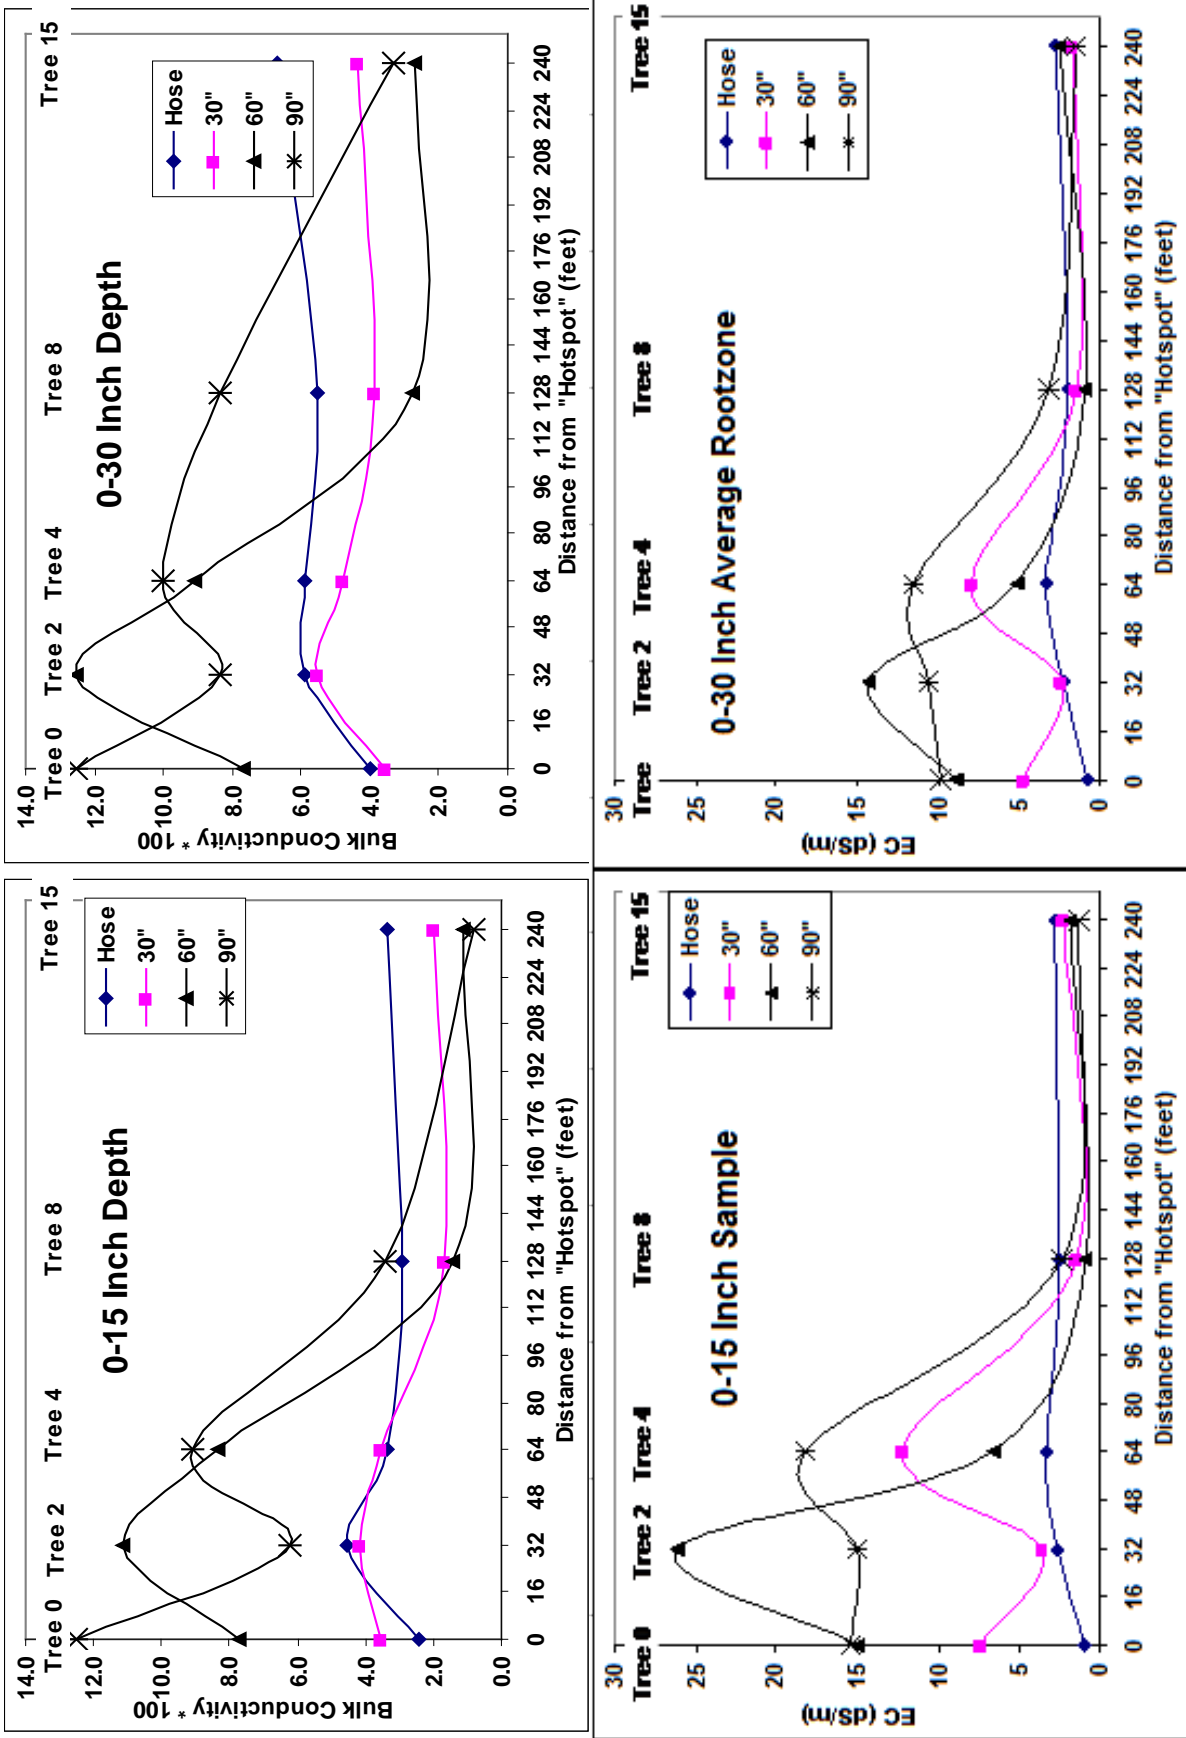 Tree 0 Tree 2 Tree 4 Tree 8 Tree 15
0-15 Inch Depth
14.0
12.0
10.0
8.0
6.0
4.0
2.0
0.0
Bulk Conductivity * 100
Hose
30"
60"
90"
0 16 32 48 64 80 96 112 128 144 160 176 192 208 224 240
Distance from "Hotspot" (feet)
Tree 0 Tree 2 Tree 4 Tree 8 Tree 15
0-30 Inch Depth
14.0
12.0
10.0
8.0
6.0
4.0
2.0
0.0
Bulk Conductivity * 100
Hose
30"
60"
90"
0 16 32 48 64 80 96 112 128 144 160 176 192 208 224 240
Distance from "Hotspot" (feet)
Tree 0 Tree 2 Tree 4 Tree 8 Tree 15
0-15 Inch Sample
30
25
20
15
10
5
0
EC (dS/m)
Hose
30"
60"
90"
0 16 32 48 64 80 96 112 128 144 160 176 192 208 224 240
Distance from "Hotspot" (feet)
Tree Tree 2 Tree 4 Tree 8 Tree 15
0-30 Inch Average Rootzone
30
25
20
15
10
5
0
EC (dS/m)
Hose
30"
60"
90"
0 16 32 48 64 80 96 112 128 144 160 176 192 208 224 240
Distance from "Hotspot" (feet)